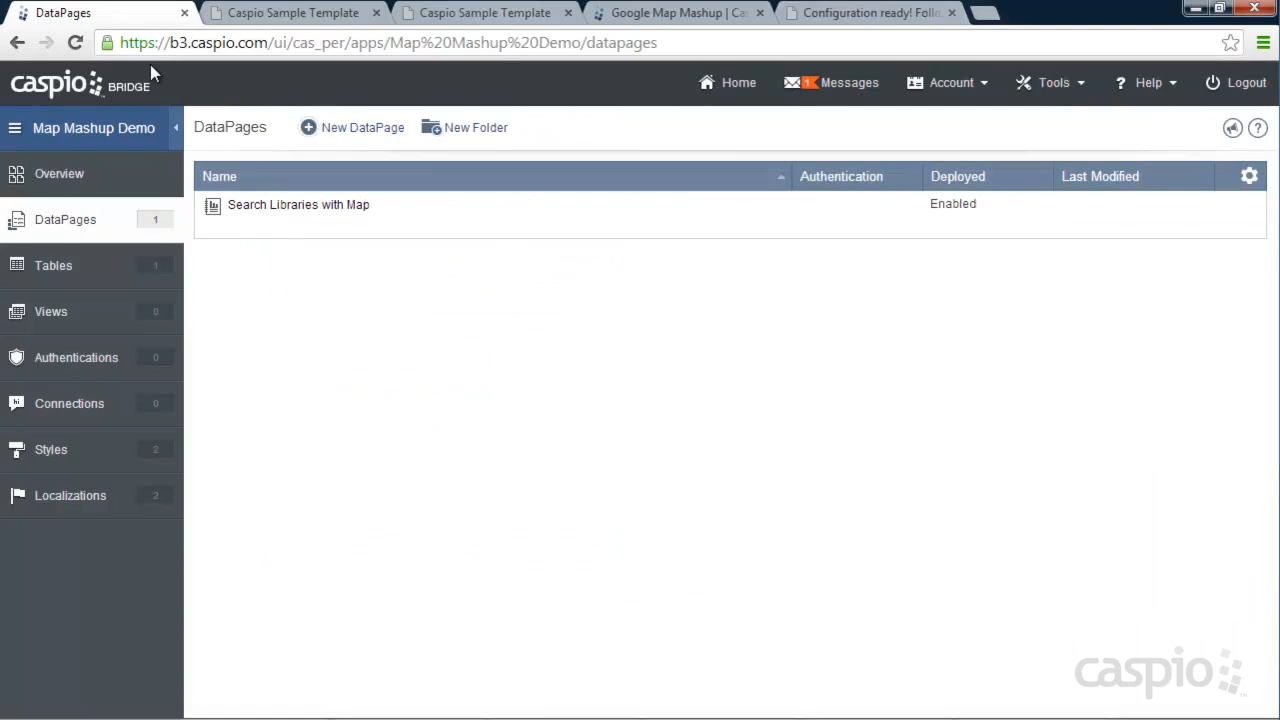 DataPages
Caspio Sample Template
Caspio Sample Template
Google Map Mashup | Ca
Configuration ready! Follo
https://b3.caspio.com/ui/cas_per/apps/Map%20Mashup%20Demo/datapages
caspio BRIDGE
Home
1 Messages
Account
Tools
? Help
Logout
Map Mashup Demo
DataPages
New DataPage
New Folder
?
Overview
DataPages 1
Tables 1
Views 0
Authentications 0
hi Connections 0
Styles 2
Localizations 2
Name Authentication Deployed Last Modified
Search Libraries with Map Enabled
caspio